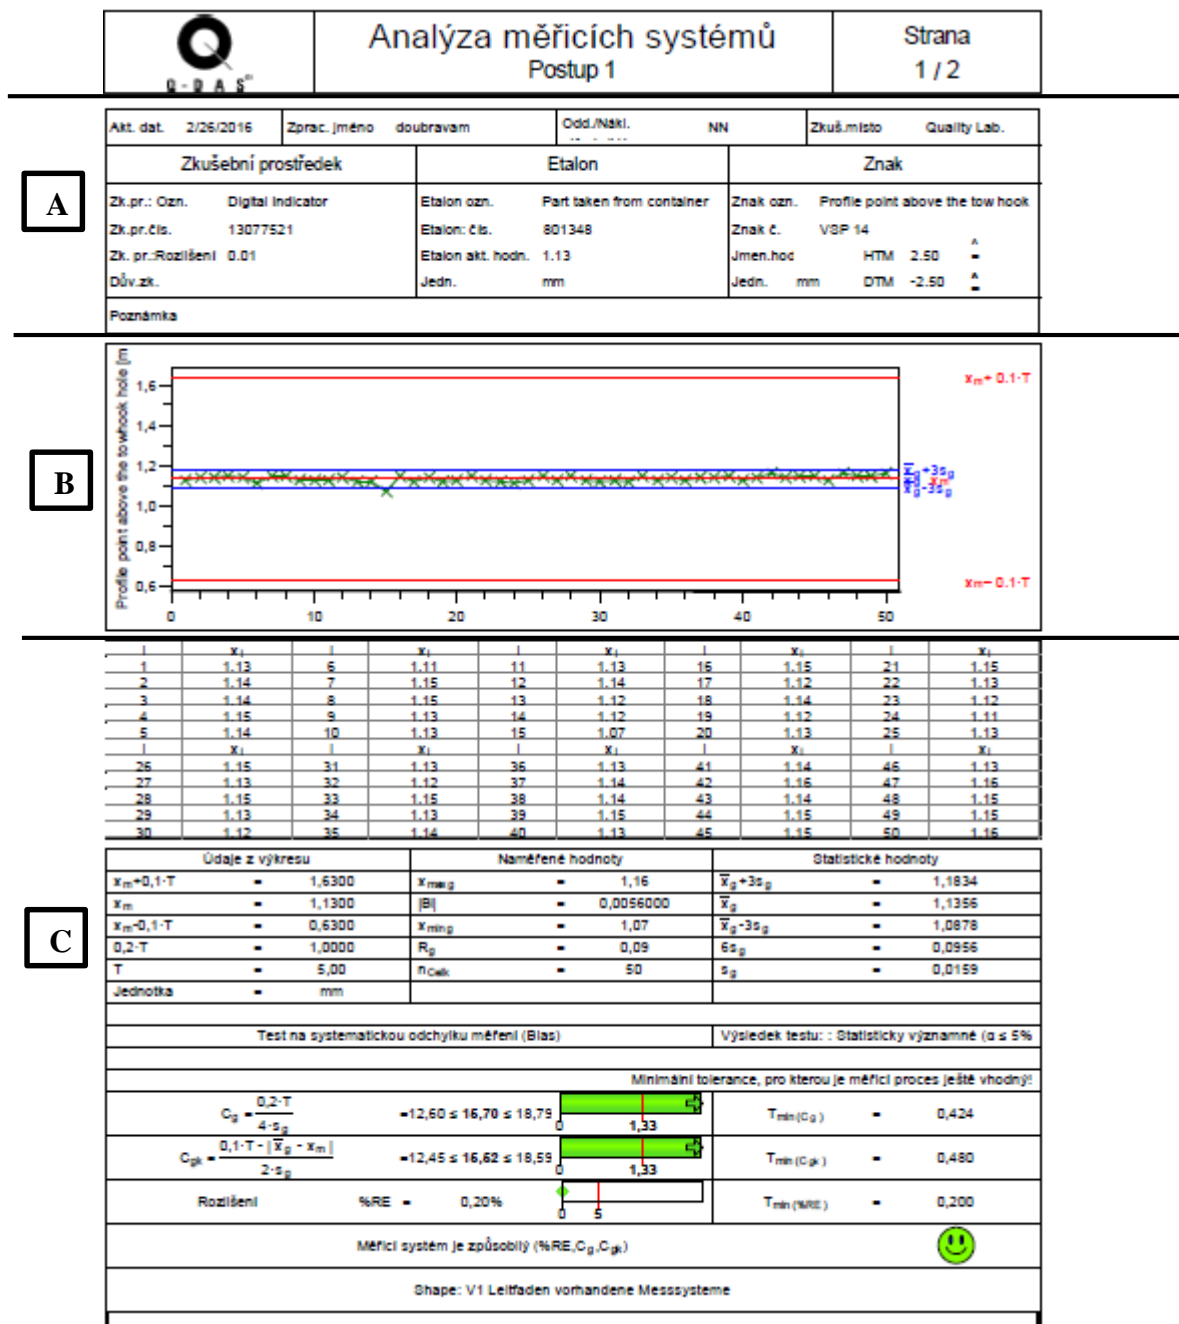 Q-DAS
Analýza měřicích systémů
Postup 1
Strana
1 / 2
A
Akt. dat. 2/26/2016 Zprac. jméno doubravam Odd./Nákl. NN Zkuš.místo Quality Lab.
Zkušební prostředek Etalon Znak
Zk.pr.: Ozn. Digital Indicator Etalon ozn. Part taken from container Znak ozn. Profile point above the tow hook
Zk.pr.čís. 13077521 Etalon: čís. 801348 Znak č. VSP 14
Zk. pr.:Rozlišení 0.01 Etalon akt. hodn. 1.13 Jmen.hod HTM 2.50
Dův.zk. Jedn. mm Jedn. mm DTM -2.50
Poznámka
B
Profile point above the towhook hole [m
1,6
1,4
1,2
1,0
0,8
0,6
0 10 20 30 40 50
xm+ 0.1·T
x̄g+3sg
xm
x̄g-3sg
xm− 0.1·T
C
i xi i xi i xi i xi i xi
1 1.13 6 1.11 11 1.13 16 1.15 21 1.15
2 1.14 7 1.15 12 1.14 17 1.12 22 1.13
3 1.14 8 1.15 13 1.12 18 1.14 23 1.12
4 1.15 9 1.13 14 1.12 19 1.12 24 1.11
5 1.14 10 1.13 15 1.07 20 1.13 25 1.13
i xi i xi i xi i xi i xi
26 1.15 31 1.13 36 1.13 41 1.14 46 1.13
27 1.13 32 1.12 37 1.14 42 1.16 47 1.16
28 1.15 33 1.15 38 1.14 43 1.14 48 1.15
29 1.13 34 1.13 39 1.15 44 1.15 49 1.15
30 1.12 35 1.14 40 1.13 45 1.15 50 1.16
Údaje z výkresu Naměřené hodnoty Statistické hodnoty
xm+0,1·T = 1,6300 xmax g = 1,16 x̄g+3sg = 1,1834
xm = 1,1300 |Bi| = 0,0056000 x̄g = 1,1356
xm-0,1·T = 0,6300 xmin g = 1,07 x̄g-3sg = 1,0878
0,2·T = 1,0000 Rg = 0,09 6sg = 0,0956
T = 5,00 nCelk = 50 sg = 0,0159
Jednotka = mm
Test na systematickou odchylku měření (Bias) Výsledek testu: : Statisticky významné (α ≤ 5%
Minimální tolerance, pro kterou je měřicí proces ještě vhodný!
Cg = 0,2·T / 4·sg =12,60 ≤ 15,70 ≤ 18,79 0 1,33 Tmin (Cg) = 0,424
Cgk = 0,1·T - |x̄g - xm| / 2·sg =12,45 ≤ 15,52 ≤ 18,59 0 1,33 Tmin (Cgk) = 0,480
Rozlišení %RE = 0,20% 0 5 Tmin (%RE) = 0,200
Měřicí systém je způsobilý (%RE,Cg,Cgk)
Shape: V1 Leitfaden vorhandene Messsysteme